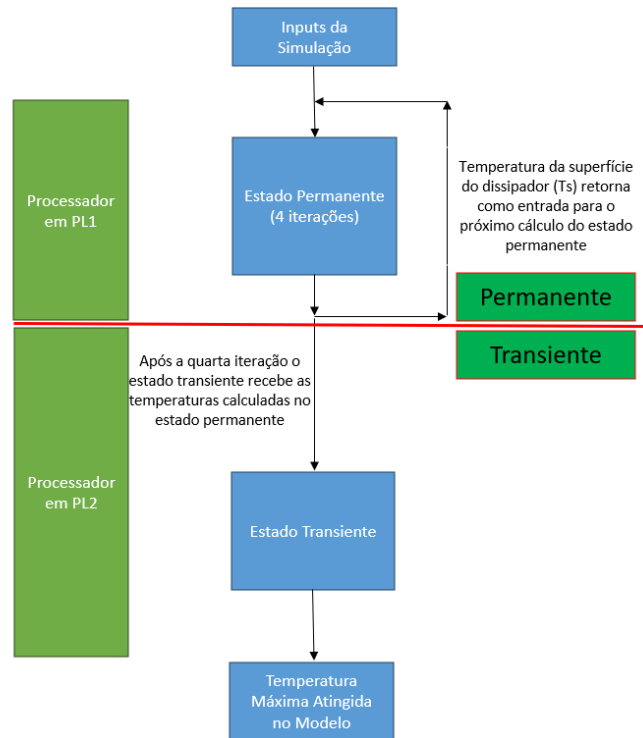 Inputs da
Simulação
Processador
em PL1
Estado Permanente
(4 iterações)
Temperatura da superfície
do dissipador (Ts) retorna
como entrada para o
próximo cálculo do estado
permanente
Permanente
Transiente
Após a quarta iteração o
estado transiente recebe as
temperaturas calculadas no
estado permanente
Processador
em PL2
Estado Transiente
Temperatura
Máxima Atingida
no Modelo